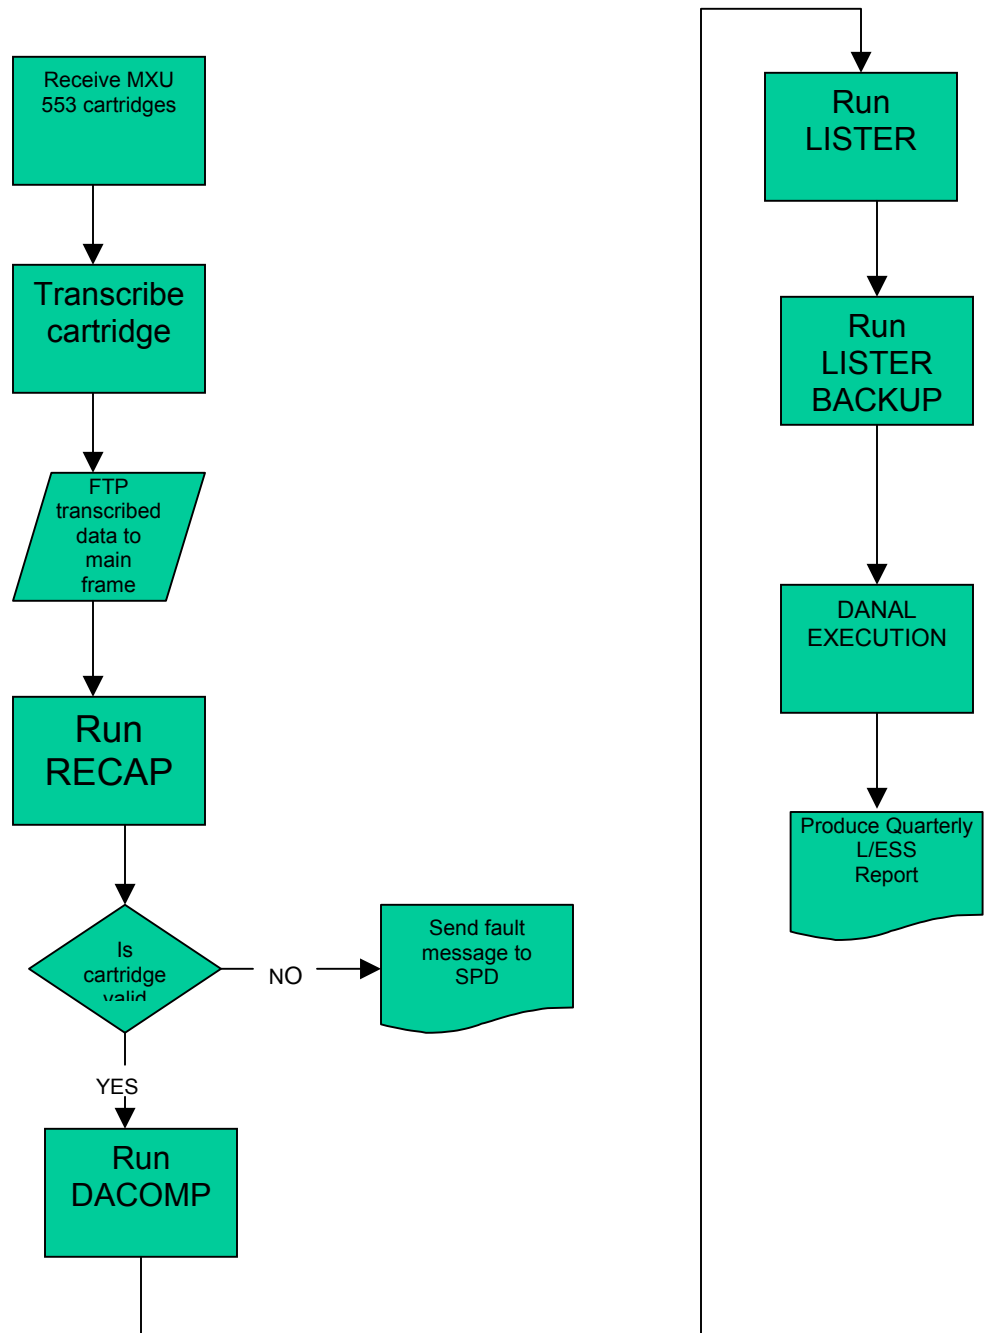 Receive MXU
553 cartridges
Transcribe
cartridge
FTP
transcribed
data to
main
frame
Run
RECAP
Is
cartridge
valid
NO
Send fault
message to
SPD
YES
Run
DACOMP
Run
LISTER
Run
LISTER
BACKUP
DANAL
EXECUTION
Produce Quarterly
L/ESS
Report